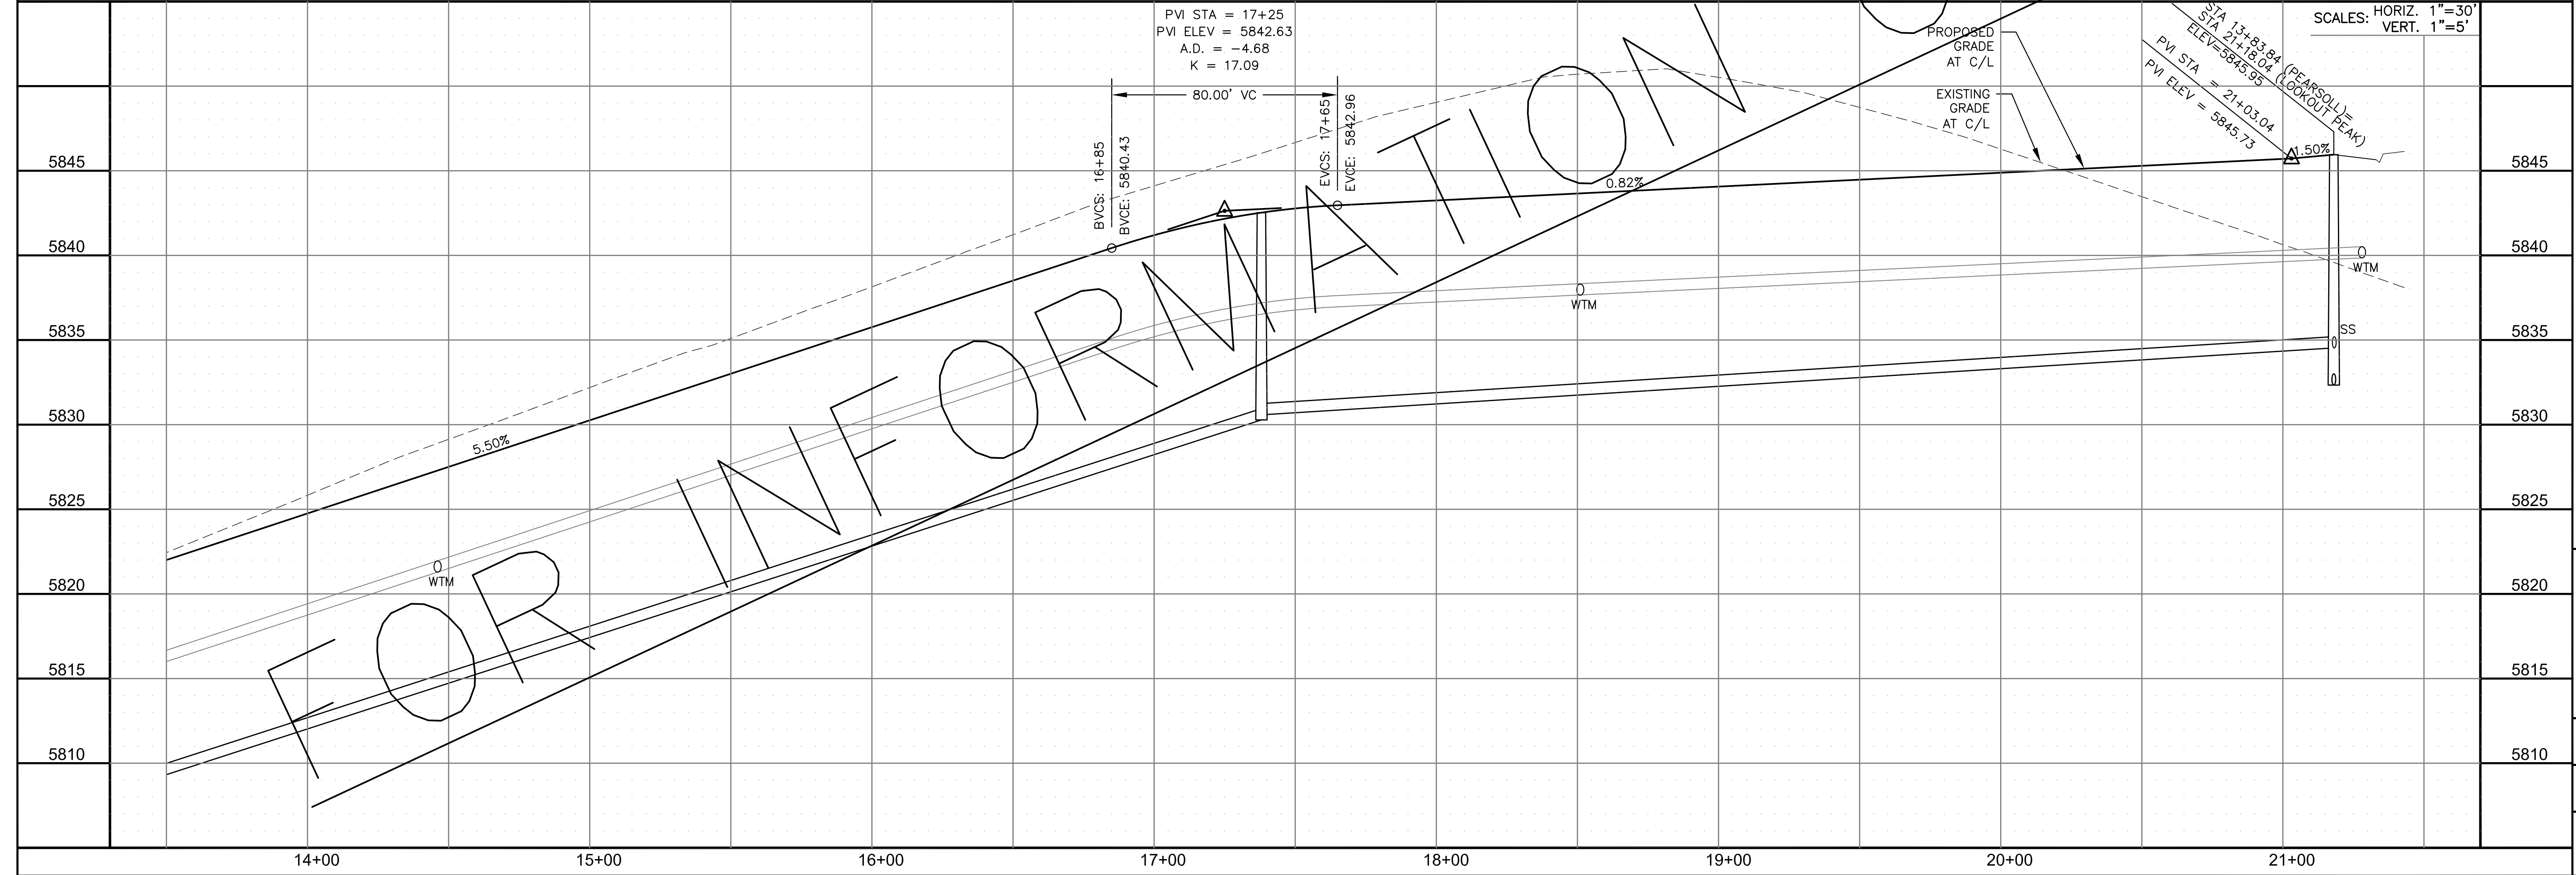 PVI STA = 17+25
PVI ELEV = 5842.63
A.D. = -4.68
K = 17.09
80.00' VC
BVCS: 16+85
BVCE: 5840.43
EVCS: 17+65
EVCE: 5842.96
PROPOSED
GRADE
AT C/L
EXISTING
GRADE
AT C/L
STA 13+83.84 (PEARSOLL)=
STA 21+18.04 (LOOKOUT PEAK)
ELEV=5845.95
PVI STA = 21+03.04
PVI ELEV = 5845.73
SCALES: HORIZ. 1"=30'
VERT. 1"=5'
5.50%
0.82%
1.50%
WTM
WTM
WTM
SS
FOR INFORMATION
5845
5840
5835
5830
5825
5820
5815
5810
5845
5840
5835
5830
5825
5820
5815
5810
14+00
15+00
16+00
17+00
18+00
19+00
20+00
21+00